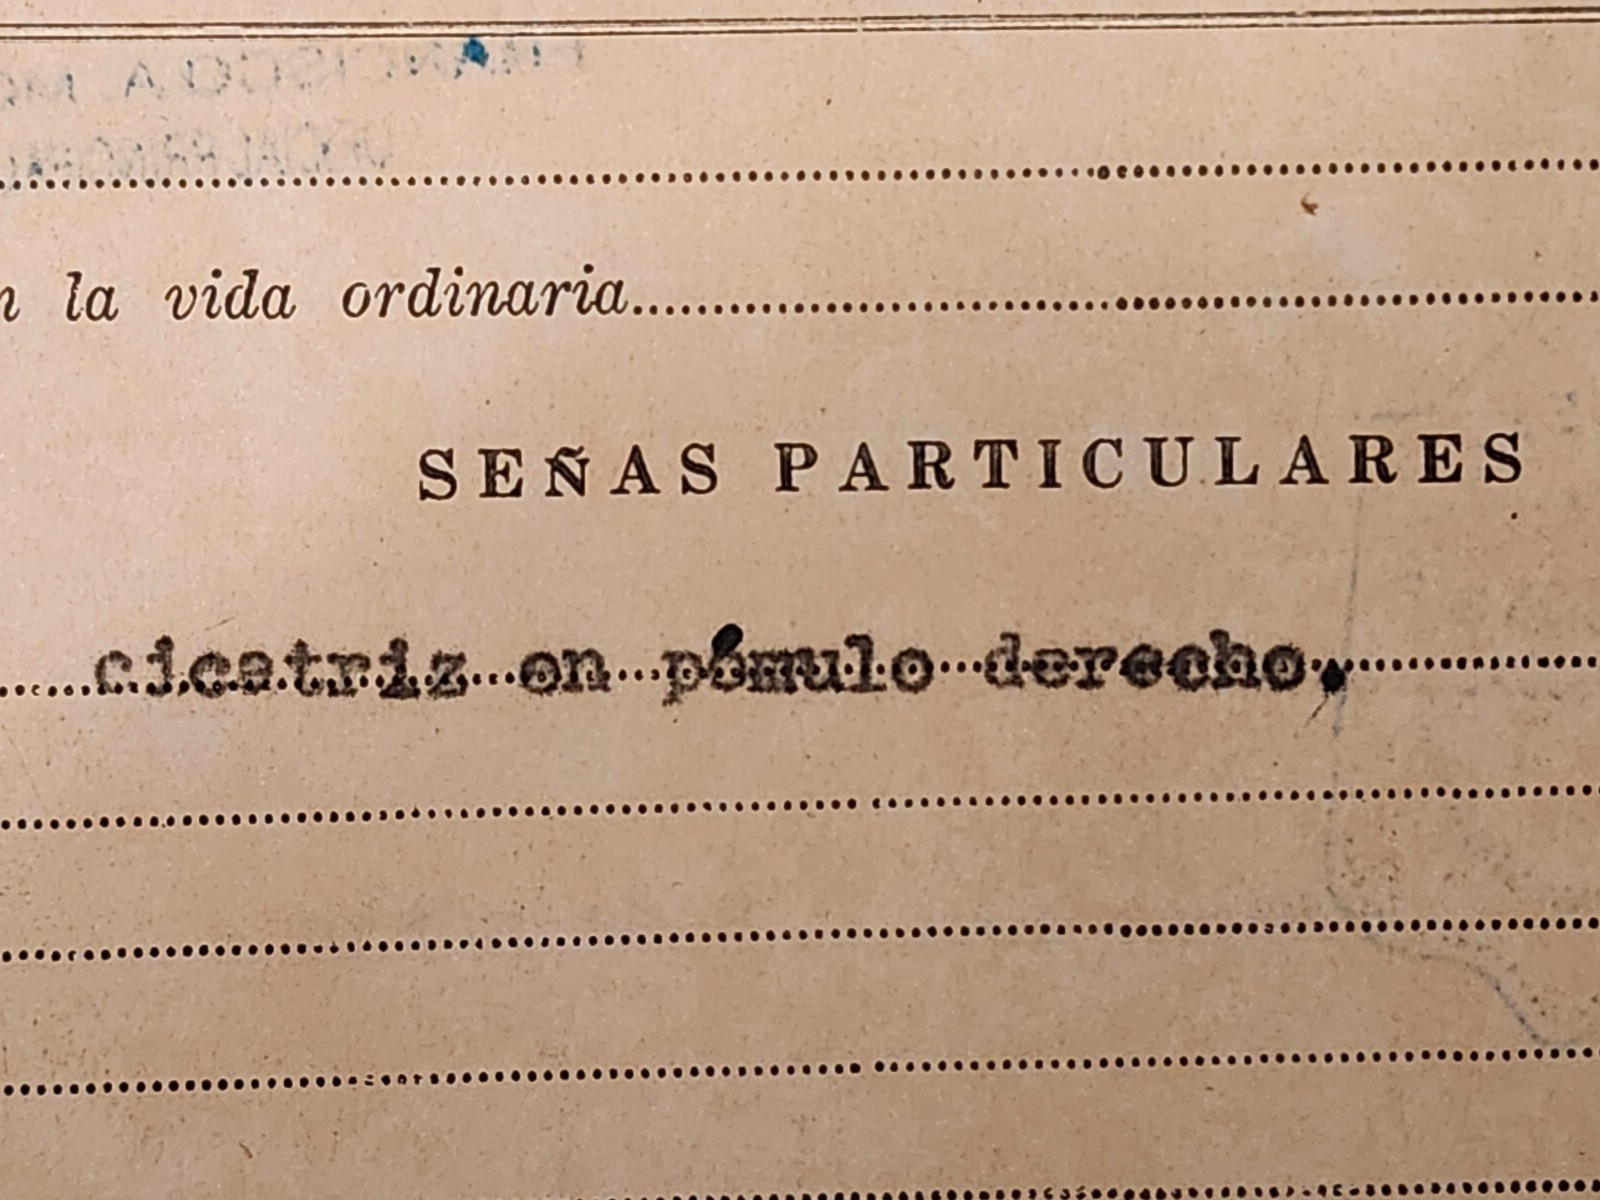 la vida ordinaria
SEÑAS PARTICULARES
cicatriz en pómulo derecho.